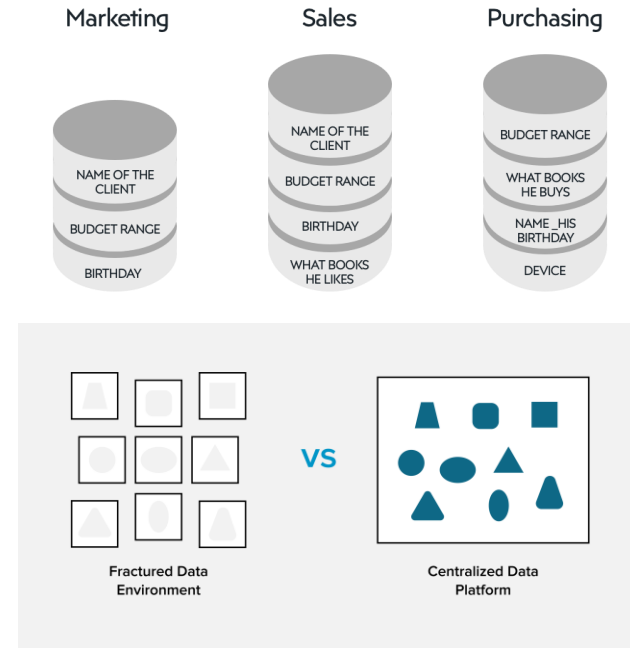 Marketing
Sales
Purchasing
NAME OF THE
CLIENT
BUDGET RANGE
BIRTHDAY
NAME OF THE
CLIENT
BUDGET RANGE
BIRTHDAY
WHAT BOOKS
HE LIKES
BUDGET RANGE
WHAT BOOKS
HE BUYS
NAME _HIS
BIRTHDAY
DEVICE
VS
Fractured Data
Environment
Centralized Data
Platform